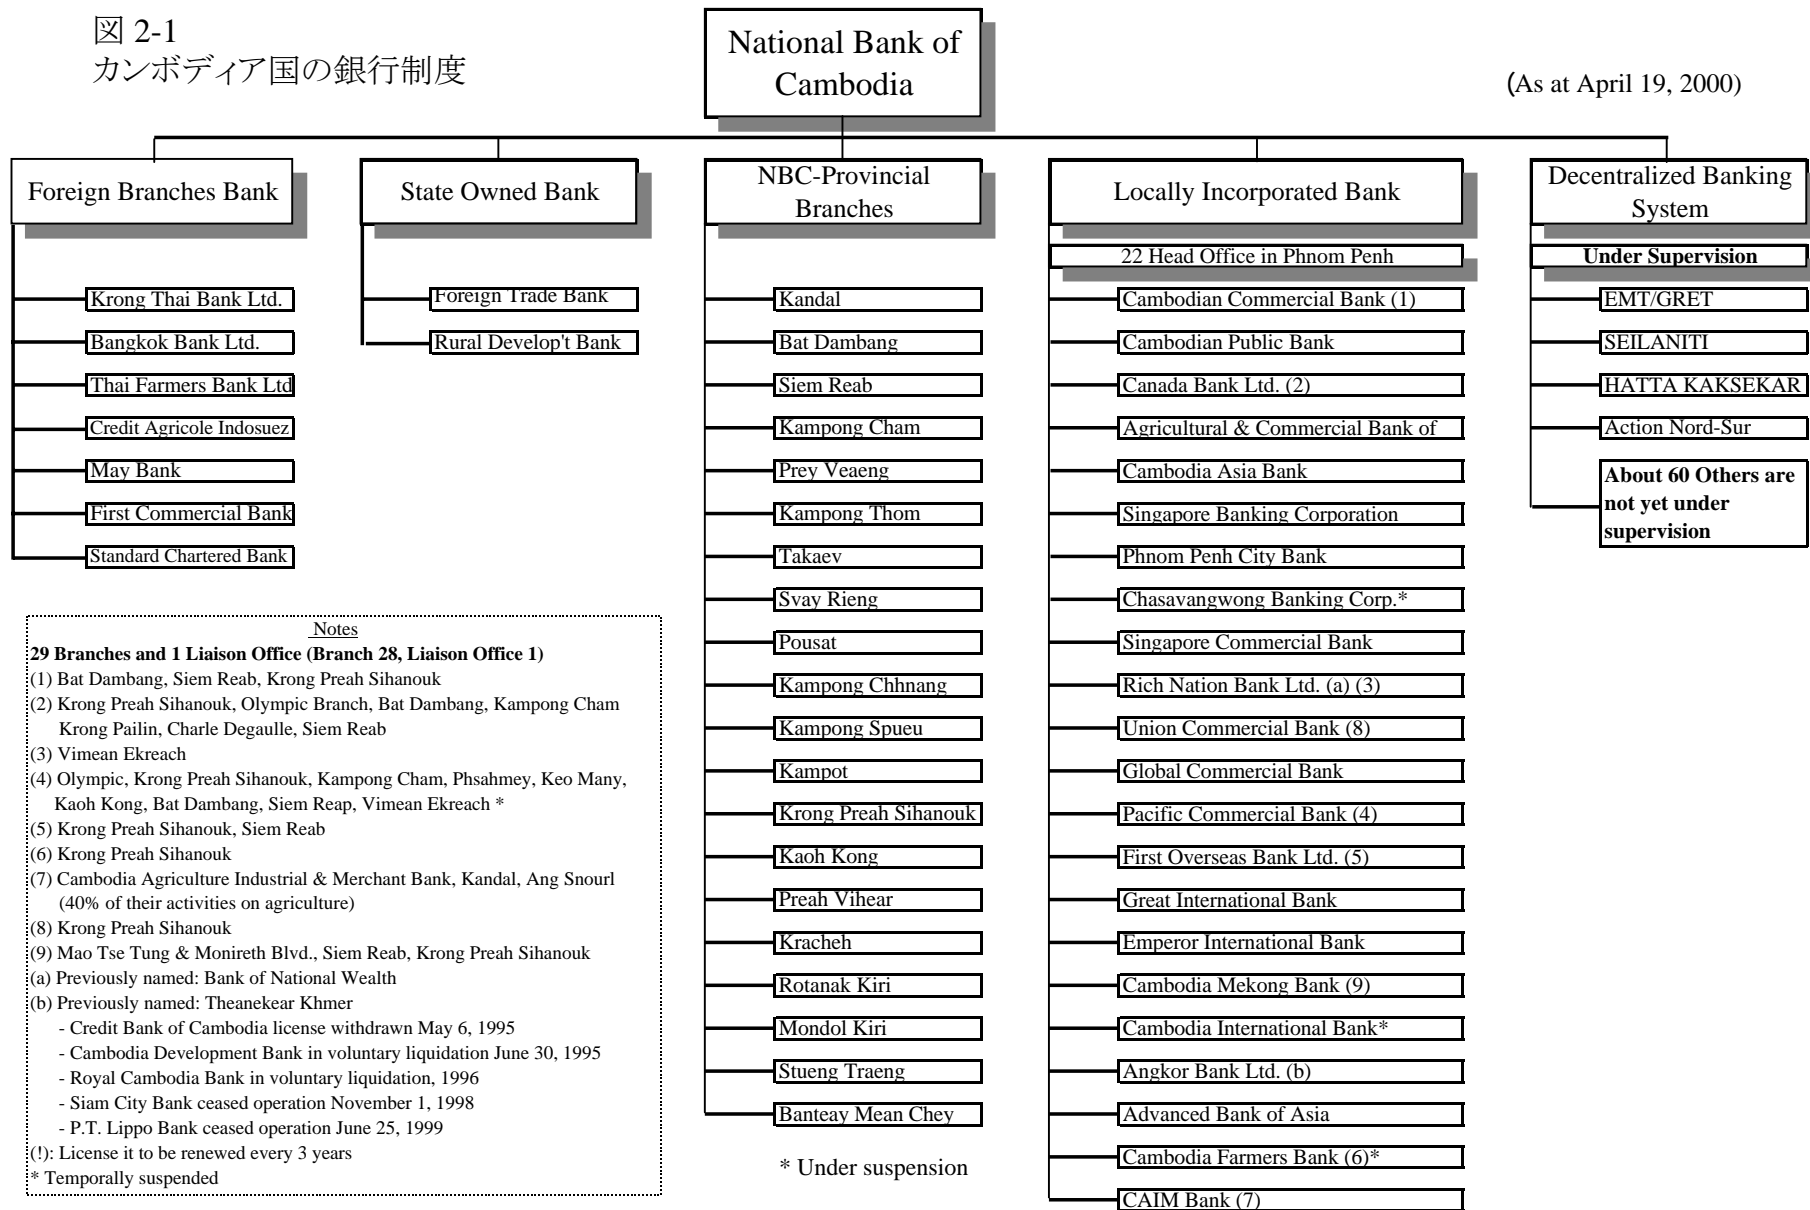 図 2-1
カンボディア国の銀行制度
National Bank of
Cambodia
(As at April 19, 2000)
Foreign Branches Bank
Krong Thai Bank Ltd.
Bangkok Bank Ltd.
Thai Farmers Bank Ltd
Credit Agricole Indosuez
May Bank
First Commercial Bank
Standard Chartered Bank
State Owned Bank
Foreign Trade Bank
Rural Develop't Bank
NBC-Provincial
Branches
Kandal
Bat Dambang
Siem Reab
Kampong Cham
Prey Veaeng
Kampong Thom
Takaev
Svay Rieng
Pousat
Kampong Chhnang
Kampong Spueu
Kampot
Krong Preah Sihanouk
Kaoh Kong
Preah Vihear
Kracheh
Rotanak Kiri
Mondol Kiri
Stueng Traeng
Banteay Mean Chey
* Under suspension
Locally Incorporated Bank
22 Head Office in Phnom Penh
Cambodian Commercial Bank (1)
Cambodian Public Bank
Canada Bank Ltd. (2)
Agricultural & Commercial Bank of
Cambodia Asia Bank
Singapore Banking Corporation
Phnom Penh City Bank
Chasavangwong Banking Corp.*
Singapore Commercial Bank
Rich Nation Bank Ltd. (a) (3)
Union Commercial Bank (8)
Global Commercial Bank
Pacific Commercial Bank (4)
First Overseas Bank Ltd. (5)
Great International Bank
Emperor International Bank
Cambodia Mekong Bank (9)
Cambodia International Bank*
Angkor Bank Ltd. (b)
Advanced Bank of Asia
Cambodia Farmers Bank (6)*
CAIM Bank (7)
Decentralized Banking
System
Under Supervision
EMT/GRET
SEILANITI
HATTA KAKSEKAR
Action Nord-Sur
About 60 Others are
not yet under
supervision
Notes
29 Branches and 1 Liaison Office (Branch 28, Liaison Office 1)
(1) Bat Dambang, Siem Reab, Krong Preah Sihanouk
(2) Krong Preah Sihanouk, Olympic Branch, Bat Dambang, Kampong Cham
Krong Pailin, Charle Degaulle, Siem Reab
(3) Vimean Ekreach
(4) Olympic, Krong Preah Sihanouk, Kampong Cham, Phsahmey, Keo Many,
Kaoh Kong, Bat Dambang, Siem Reap, Vimean Ekreach *
(5) Krong Preah Sihanouk, Siem Reab
(6) Krong Preah Sihanouk
(7) Cambodia Agriculture Industrial & Merchant Bank, Kandal, Ang Snourl
(40% of their activities on agriculture)
(8) Krong Preah Sihanouk
(9) Mao Tse Tung & Monireth Blvd., Siem Reab, Krong Preah Sihanouk
(a) Previously named: Bank of National Wealth
(b) Previously named: Theanekear Khmer
- Credit Bank of Cambodia license withdrawn May 6, 1995
- Cambodia Development Bank in voluntary liquidation June 30, 1995
- Royal Cambodia Bank in voluntary liquidation, 1996
- Siam City Bank ceased operation November 1, 1998
- P.T. Lippo Bank ceased operation June 25, 1999
(!): License it to be renewed every 3 years
* Temporally suspended